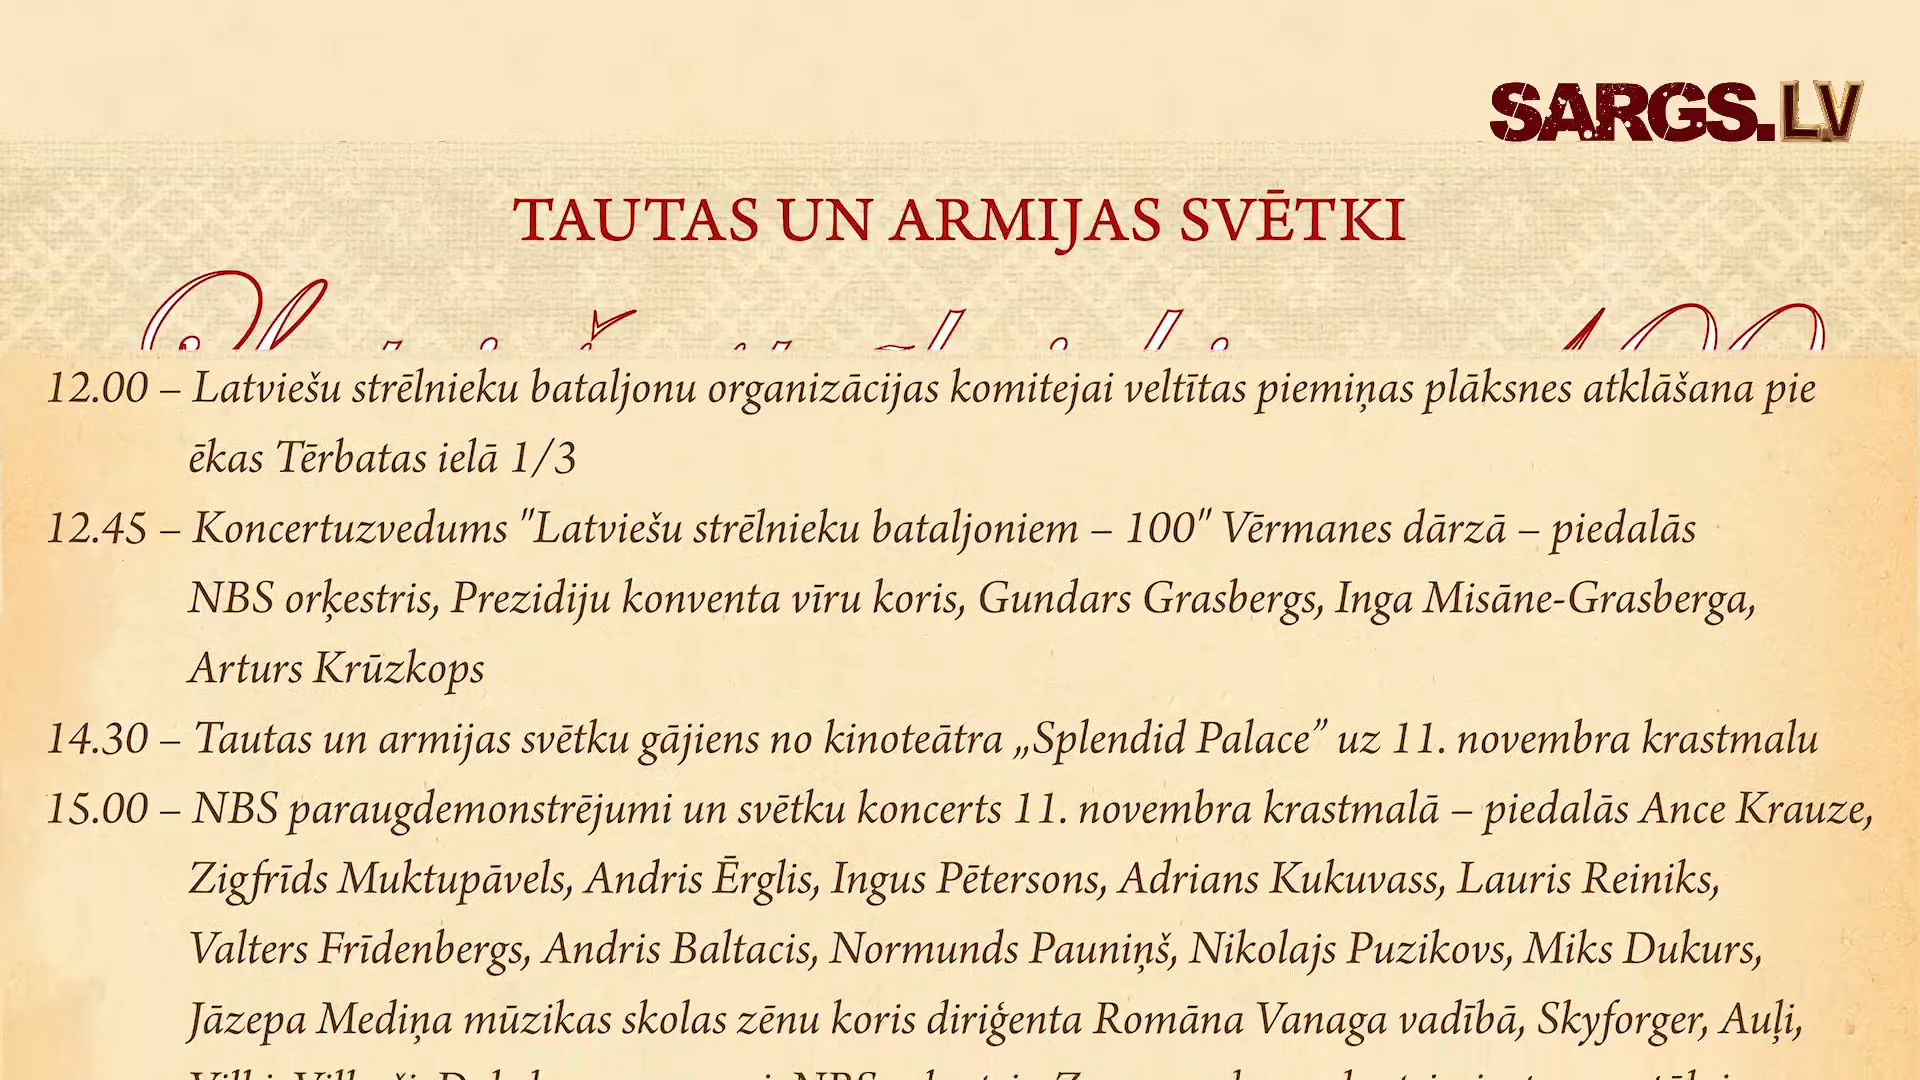 SARGS.LV
TAUTAS UN ARMIJAS SVĒTKI
12.00 – Latviešu strēlnieku bataljonu organizācijas komitejai veltītas piemiņas plāksnes atklāšana pie
ēkas Tērbatas ielā 1/3
12.45 – Koncertuzvedums "Latviešu strēlnieku bataljoniem – 100" Vērmanes dārzā – piedalās
NBS orķestris, Prezidiju konventa vīru koris, Gundars Grasbergs, Inga Misāne-Grasberga,
Arturs Krūzkops
14.30 – Tautas un armijas svētku gājiens no kinoteātra „Splendid Palace” uz 11. novembra krastmalu
15.00 – NBS paraugdemonstrējumi un svētku koncerts 11. novembra krastmalā – piedalās Ance Krauze,
Zigfrīds Muktupāvels, Andris Ērglis, Ingus Pētersons, Adrians Kukuvass, Lauris Reiniks,
Valters Frīdenbergs, Andris Baltacis, Normunds Pauniņš, Nikolajs Puzikovs, Miks Dukurs,
Jāzepa Mediņa mūzikas skolas zēnu koris diriģenta Romāna Vanaga vadībā, Skyforger, Auļi,